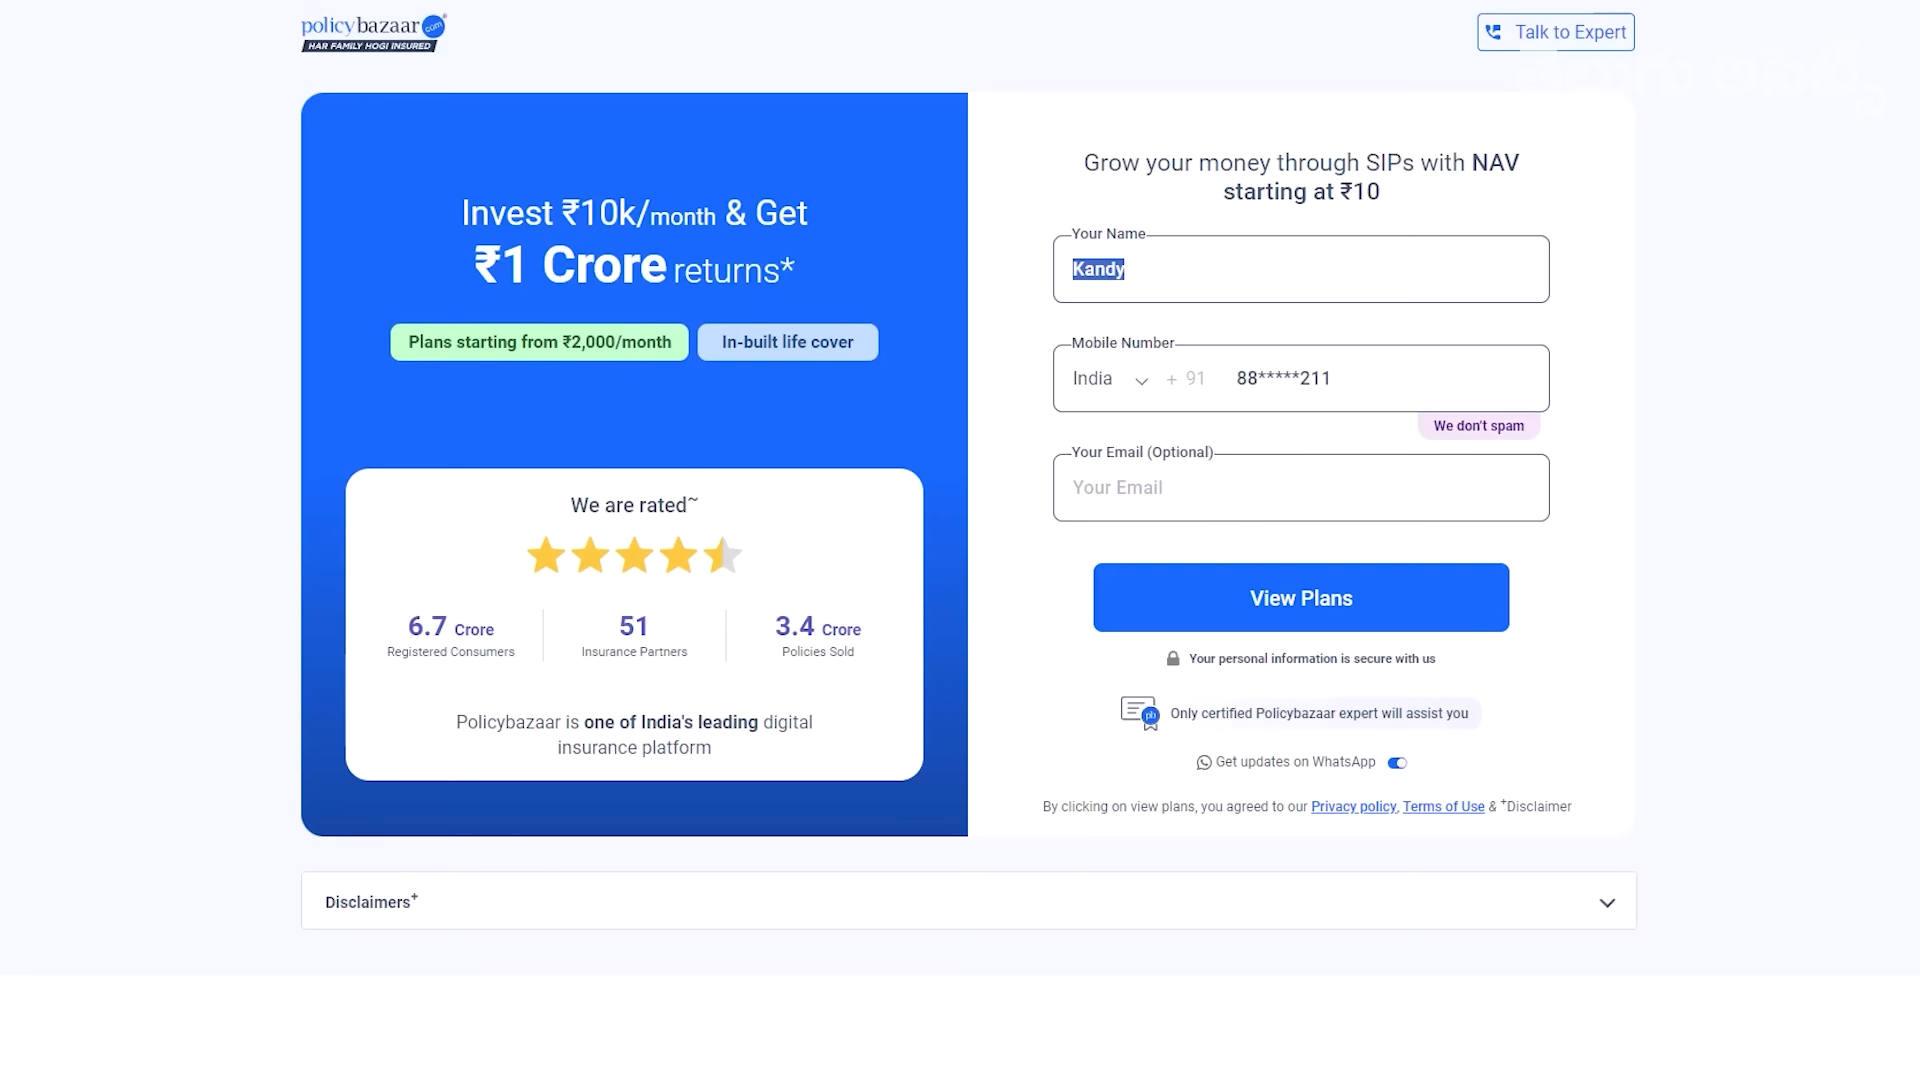 policybazaar.com
HAR FAMILY HOGI INSURED
Talk to Expert
Invest ₹10k/month & Get
₹1 Crore returns*
Plans starting from ₹2,000/month
In-built life cover
We are rated~
6.7 Crore
Registered Consumers
51
Insurance Partners
3.4 Crore
Policies Sold
Policybazaar is one of India's leading digital
insurance platform
Grow your money through SIPs with NAV
starting at ₹10
Your Name
Kandy
Mobile Number
India + 91 88*****211
We don't spam
Your Email (Optional)
Your Email
View Plans
Your personal information is secure with us
pb
Only certified Policybazaar expert will assist you
Get updates on WhatsApp
By clicking on view plans, you agreed to our Privacy policy, Terms of Use & +Disclaimer
Disclaimers+